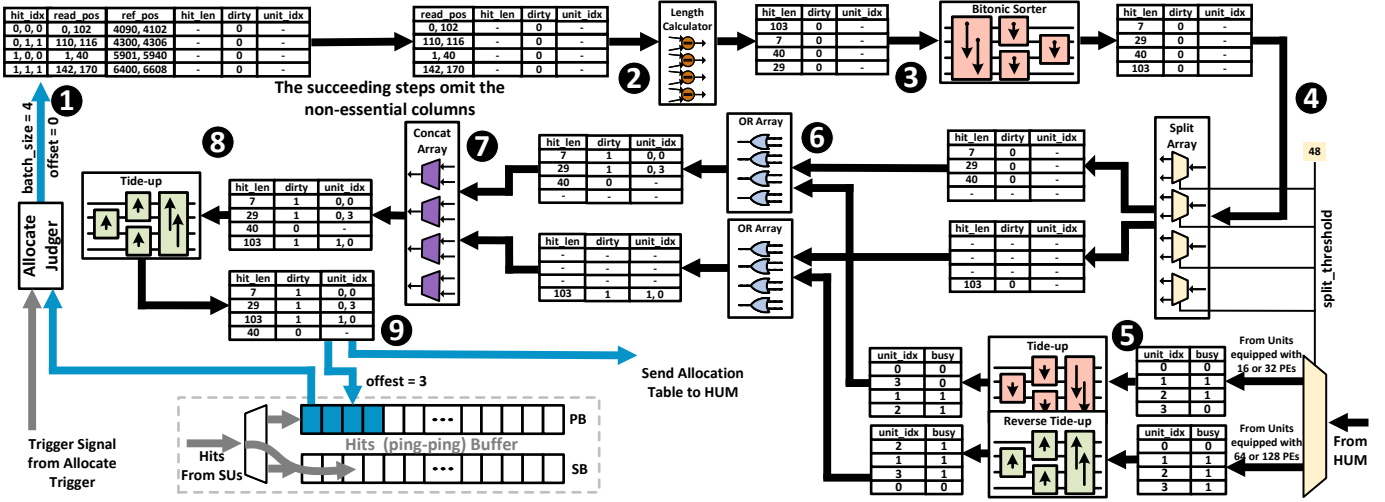 hit_idx read_pos ref_pos hit_len dirty unit_idx
0, 0, 0 0, 102 4090, 4102 - 0 -
0, 1, 1 110, 116 4300, 4306 - 0 -
1, 0, 0 1, 40 5901, 5940 - 0 -
1, 1, 1 142, 170 6400, 6608 - 0 -
read_pos hit_len dirty unit_idx
0, 102 - 0 -
110, 116 - 0 -
1, 40 - 0 -
142, 170 - 0 -
Length
Calculator
hit_len dirty unit_idx
103 0 -
7 0 -
40 0 -
29 0 -
Bitonic Sorter
hit_len dirty unit_idx
7 0 -
29 0 -
40 0 -
103 0 -
1
2
3
4
The succeeding steps omit the
non-essential columns
batch_size = 4
offset = 0
Allocate
Judger
8
7
6
Tide-up
hit_len dirty unit_idx
7 1 0, 0
29 1 0, 3
40 0 -
103 1 1, 0
Concat
Array
hit_len dirty unit_idx
7 1 0, 0
29 1 0, 3
40 0 -
- - -
OR Array
hit_len dirty unit_idx
7 0 -
29 0 -
40 0 -
- - -
Split
Array
48
split_threshold
hit_len dirty unit_idx
- - -
- - -
- - -
103 1 1, 0
OR Array
hit_len dirty unit_idx
- - -
- - -
- - -
103 0 -
hit_len dirty unit_idx
7 1 0, 0
29 1 0, 3
103 1 1, 0
40 0 -
9
offest = 3
Send Allocation
Table to HUM
5
unit_idx busy
0 0
3 0
1 1
2 1
Tide-up
unit_idx busy
0 0
1 1
2 1
3 0
From Units
equipped with
16 or 32 PEs
unit_idx busy
2 1
1 1
3 1
0 0
Reverse Tide-up
unit_idx busy
0 0
1 1
2 1
3 1
From Units
equipped with
64 or 128 PEs
From
HUM
Trigger Signal
from Allocate
Trigger
Hits
From SUs
PB
Hits (ping-ping) Buffer
SB